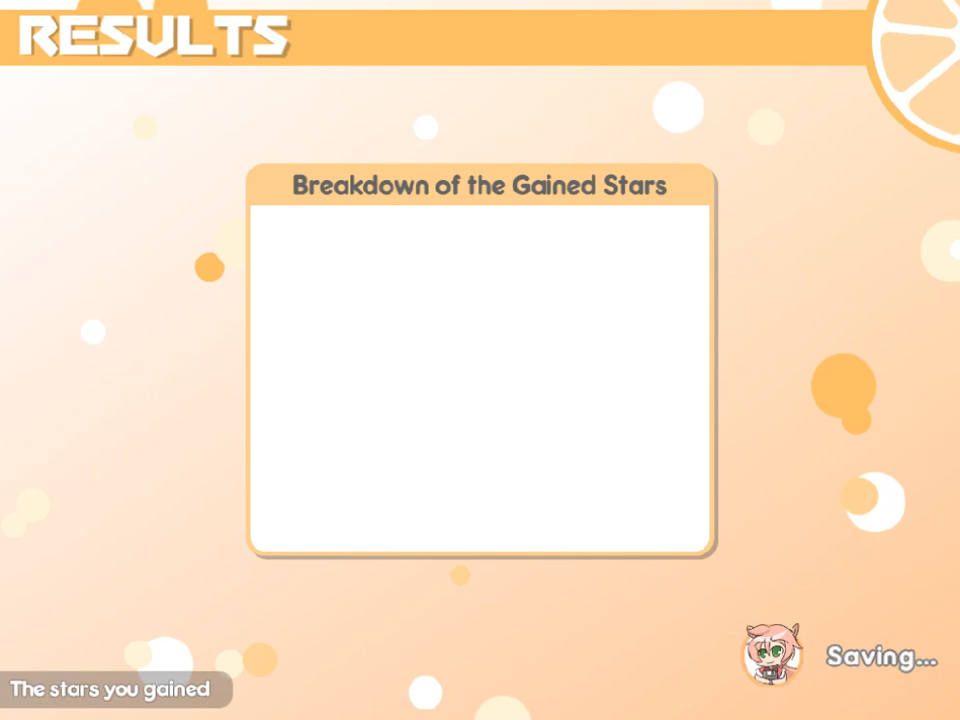 RESULTS
Breakdown of the Gained Stars
Saving...
The stars you gained